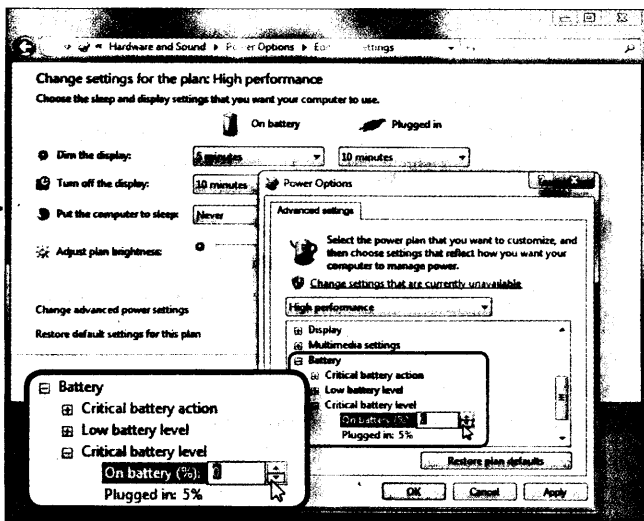 « Hardware and Sound ▸ Power Options ▸ Edit Settings
Change settings for the plan: High performance
Choose the sleep and display settings that you want your computer to use.
On battery Plugged in
Dim the display: 5 minutes 10 minutes
Turn off the display: 10 minutes
Put the computer to sleep: Never
Adjust plan brightness:
Change advanced power settings
Restore default settings for this plan
Power Options
Advanced settings
Select the power plan that you want to customize, and
then choose settings that reflect how you want your
computer to manage power.
Change settings that are currently unavailable
High performance
Display
Multimedia settings
Battery
Critical battery action
Low battery level
Critical battery level
On battery (%):
Plugged in: 5%
Restore plan defaults
OK Cancel Apply
Battery
Critical battery action
Low battery level
Critical battery level
On battery (%):
Plugged in: 5%